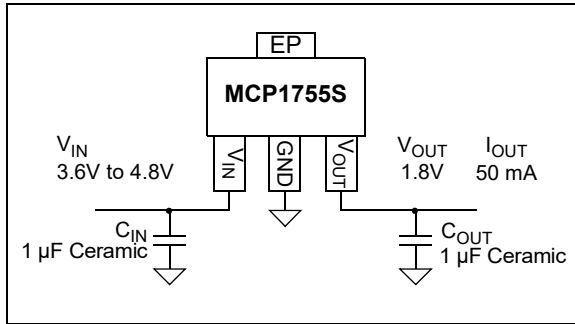 EP
MCP1755S
VIN
3.6V to 4.8V
VIN
GND
VOUT
VOUT
1.8V
IOUT
50 mA
CIN
1 µF Ceramic
COUT
1 µF Ceramic